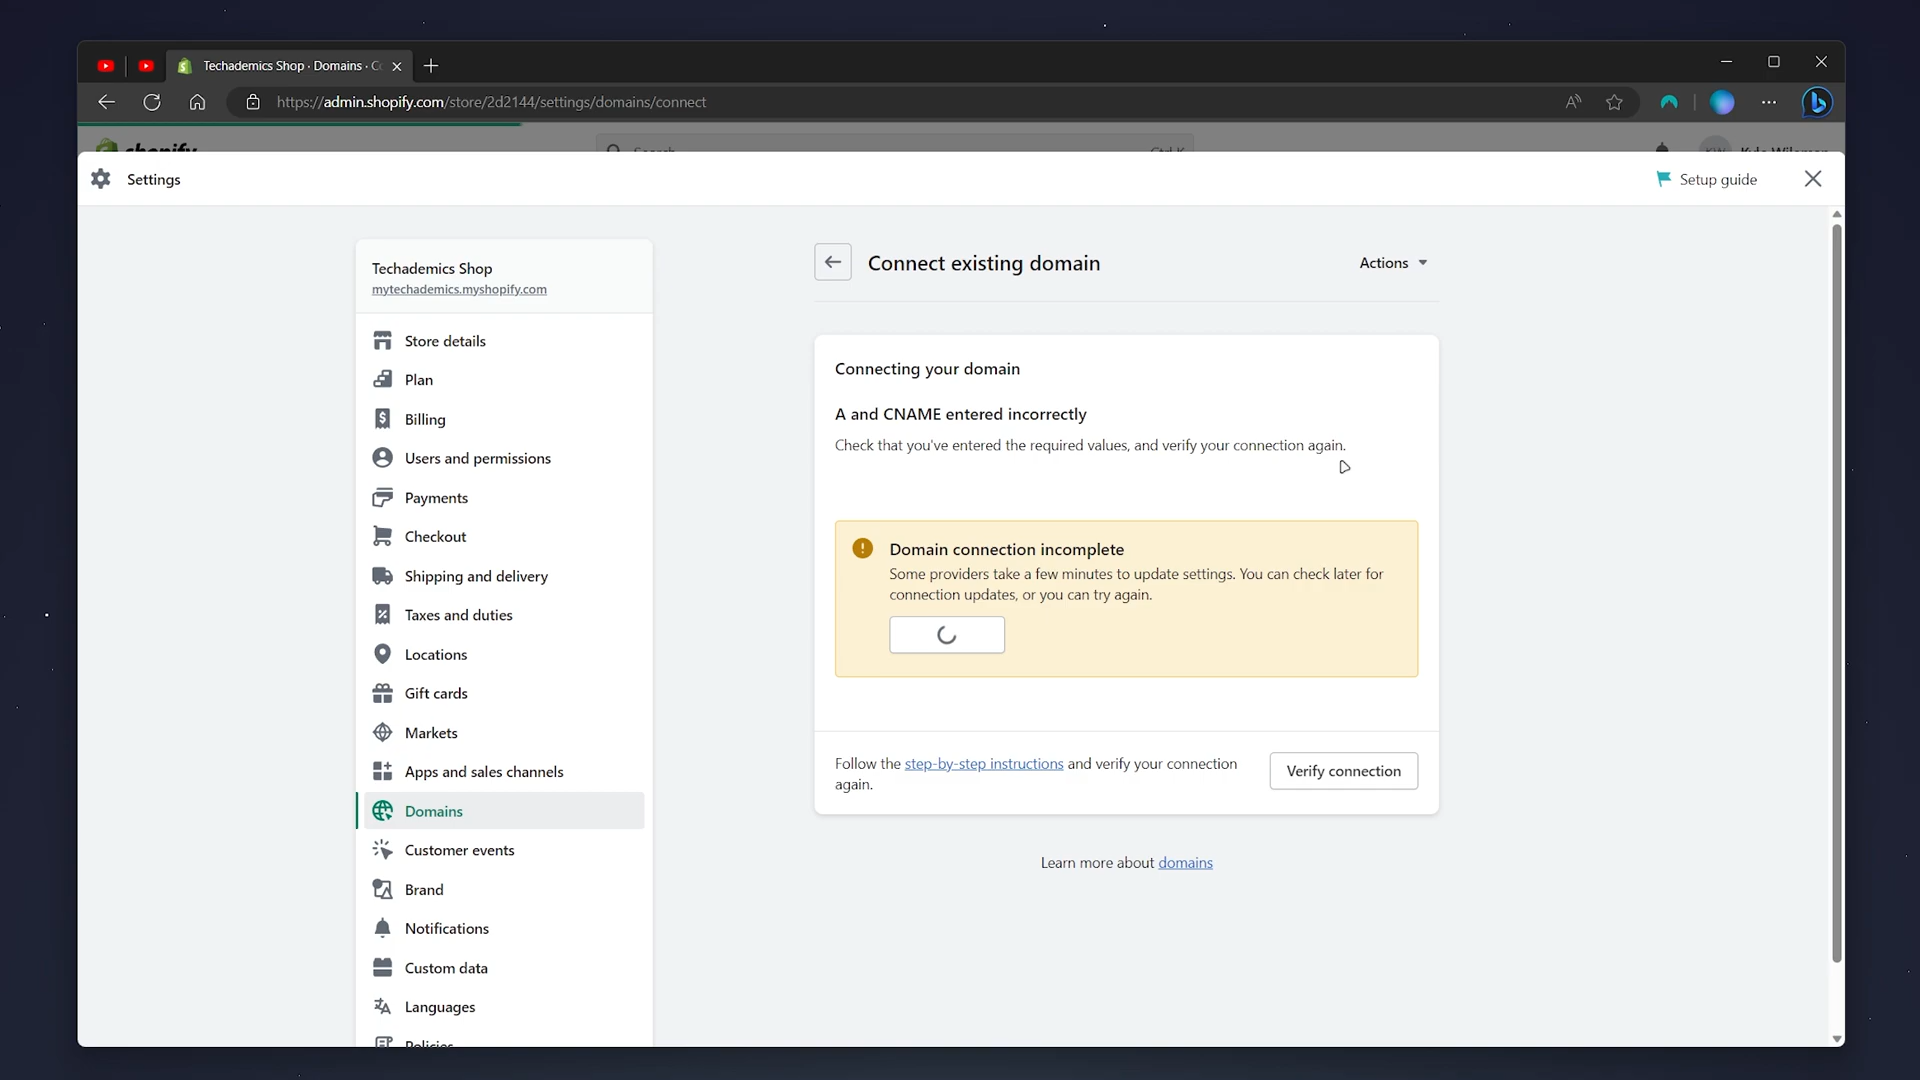 Techademics Shop · Domains · C
https://admin.shopify.com/store/2d2144/settings/domains/connect
shopify
Search
Ctrl K
Settings
Setup guide
Techademics Shop
mytechademics.myshopify.com
Store details
Plan
Billing
Users and permissions
Payments
Checkout
Shipping and delivery
Taxes and duties
Locations
Gift cards
Markets
Apps and sales channels
Domains
Customer events
Brand
Notifications
Custom data
Languages
Policies
Connect existing domain
Actions
Connecting your domain
A and CNAME entered incorrectly
Check that you've entered the required values, and verify your connection again.
Domain connection incomplete
Some providers take a few minutes to update settings. You can check later for
connection updates, or you can try again.
Follow the step-by-step instructions and verify your connection
again.
Verify connection
Learn more about domains